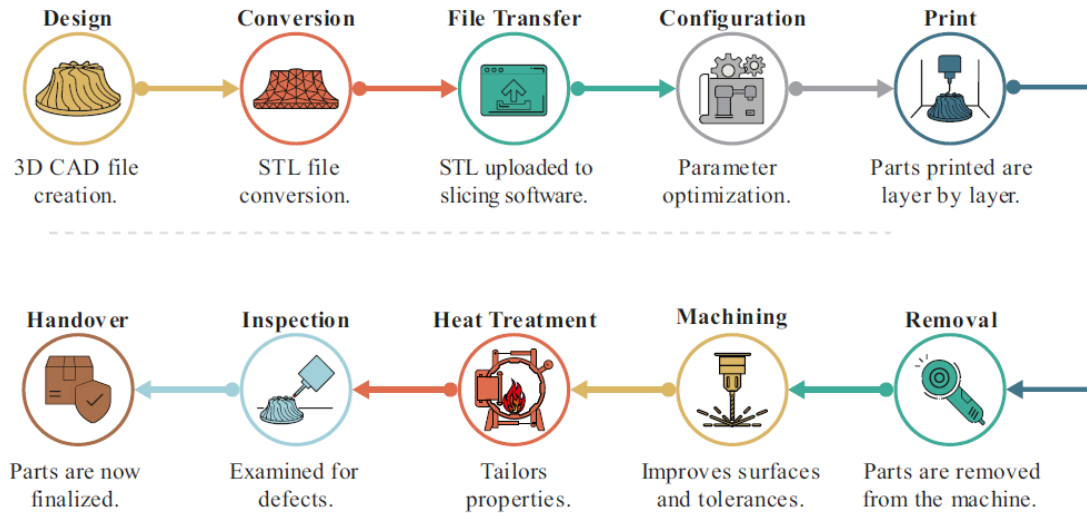 Design
Conversion
File Transfer
Configuration
Print
3D CAD file
creation.
STL file
conversion.
STL uploaded to
slicing software.
Parameter
optimization.
Parts printed are
layer by layer.
Handover
Inspection
Heat Treatment
Machining
Removal
Parts are now
finalized.
Examined for
defects.
Tailors
properties.
Improves surfaces
and tolerances.
Parts are removed
from the machine.